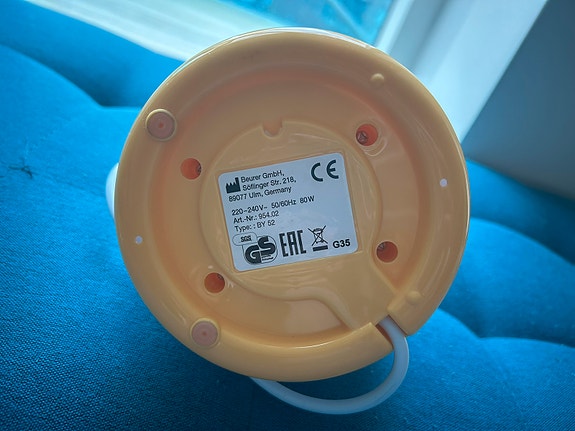 Beurer GmbH,
Söflinger Str. 218,
89077 Ulm, Germany
CE
220-240V~ 50/60Hz 80W
Art.-Nr.: 954.02
Type: : BY 52
SGS
GS
EAC
G35